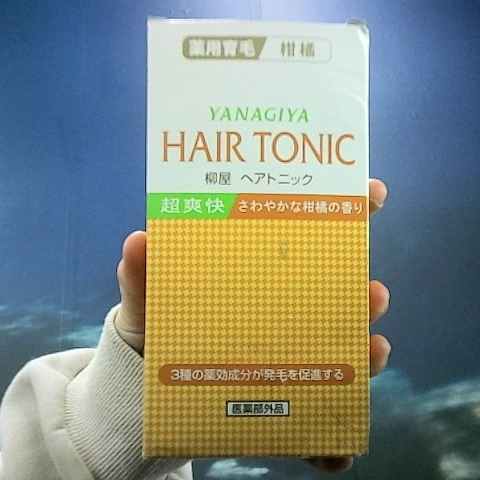 薬用育毛 柑橘
YANAGIYA
HAIR TONIC
柳屋 ヘアトニック
超爽快 さわやかな柑橘の香り
3種の薬効成分が発毛を促進する
医薬部外品